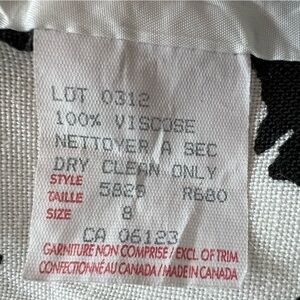 LOT 0312
100% VISCOSE
NETTOYER A SEC
DRY CLEAN ONLY
STYLE 5829 R680
TAILLE
SIZE 8
CA 06123
GARNITURE NON COMPRISE/EXCL. OF TRIM
CONFECTIONNÉ AU CANADA/MADE IN CANADA